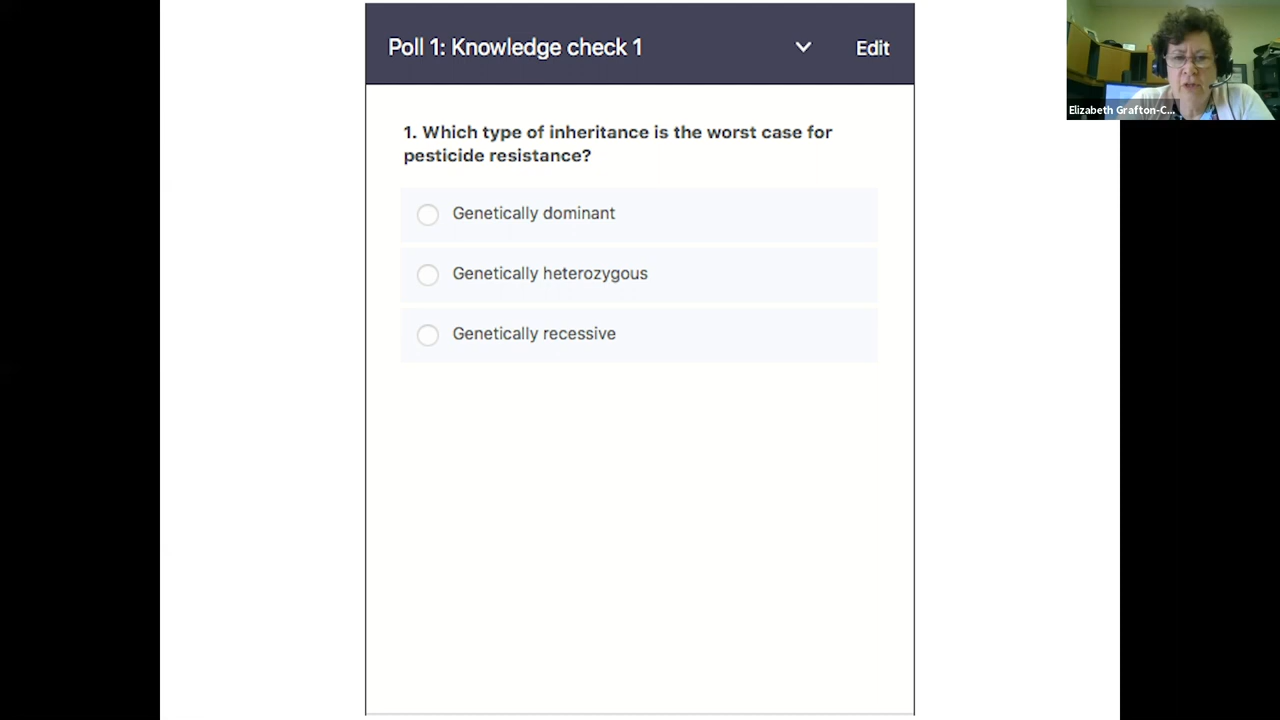 Poll 1: Knowledge check 1
Edit
Elizabeth Grafton-C...
1. Which type of inheritance is the worst case for
pesticide resistance?
Genetically dominant
Genetically heterozygous
Genetically recessive